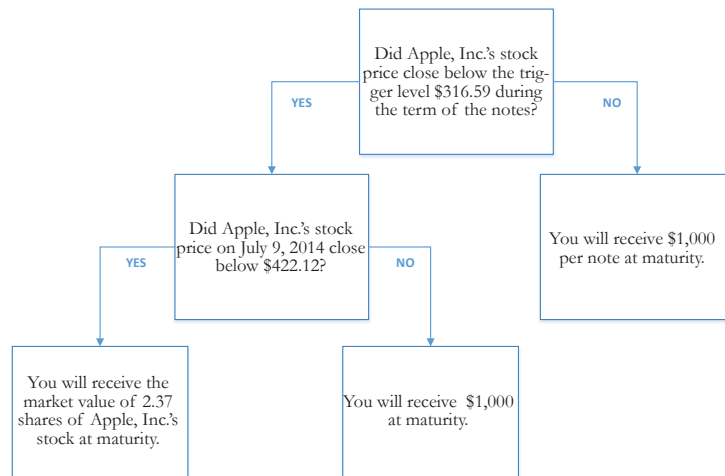 Did Apple, Inc.'s stock
price close below the trig-
ger level $316.59 during
the term of the notes?
YES
NO
Did Apple, Inc.'s stock
price on July 9, 2014 close
below $422.12?
You will receive $1,000
per note at maturity.
YES
NO
You will receive the
market value of 2.37
shares of Apple, Inc.'s
stock at maturity.
You will receive $1,000
at maturity.